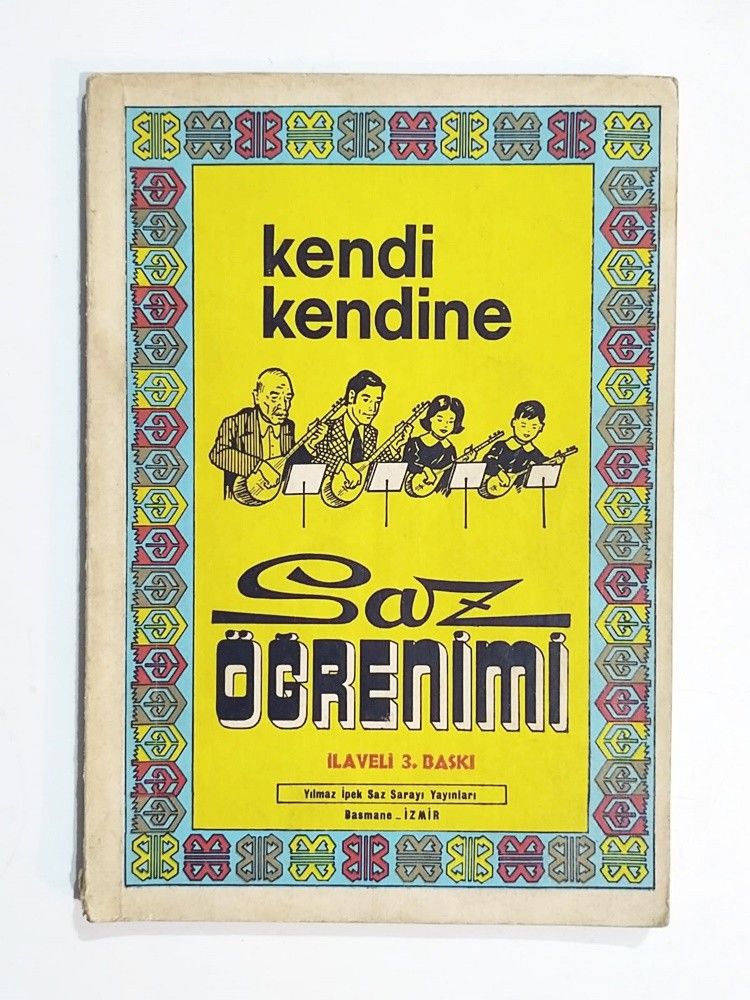 kendi
kendine
Saz
ÖĞRENİMİ
İLAVELİ 3. BASKI
Yılmaz İpek Saz Sarayı Yayınları
Basmane _ İZMİR